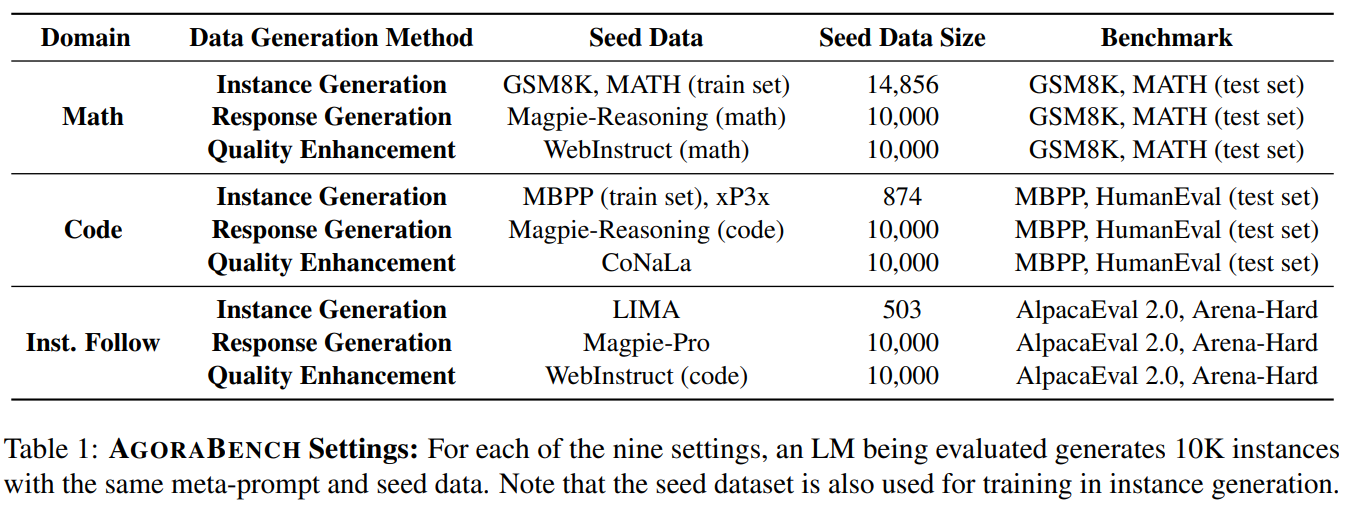 Domain Data Generation Method Seed Data Seed Data Size Benchmark
Instance Generation GSM8K, MATH (train set) 14,856 GSM8K, MATH (test set)
Math Response Generation Magpie-Reasoning (math) 10,000 GSM8K, MATH (test set)
Quality Enhancement WebInstruct (math) 10,000 GSM8K, MATH (test set)
Instance Generation MBPP (train set), xP3x 874 MBPP, HumanEval (test set)
Code Response Generation Magpie-Reasoning (code) 10,000 MBPP, HumanEval (test set)
Quality Enhancement CoNaLa 10,000 MBPP, HumanEval (test set)
Instance Generation LIMA 503 AlpacaEval 2.0, Arena-Hard
Inst. Follow Response Generation Magpie-Pro 10,000 AlpacaEval 2.0, Arena-Hard
Quality Enhancement WebInstruct (code) 10,000 AlpacaEval 2.0, Arena-Hard
Table 1: AGORABENCH Settings: For each of the nine settings, an LM being evaluated generates 10K instances
with the same meta-prompt and seed data. Note that the seed dataset is also used for training in instance generation.